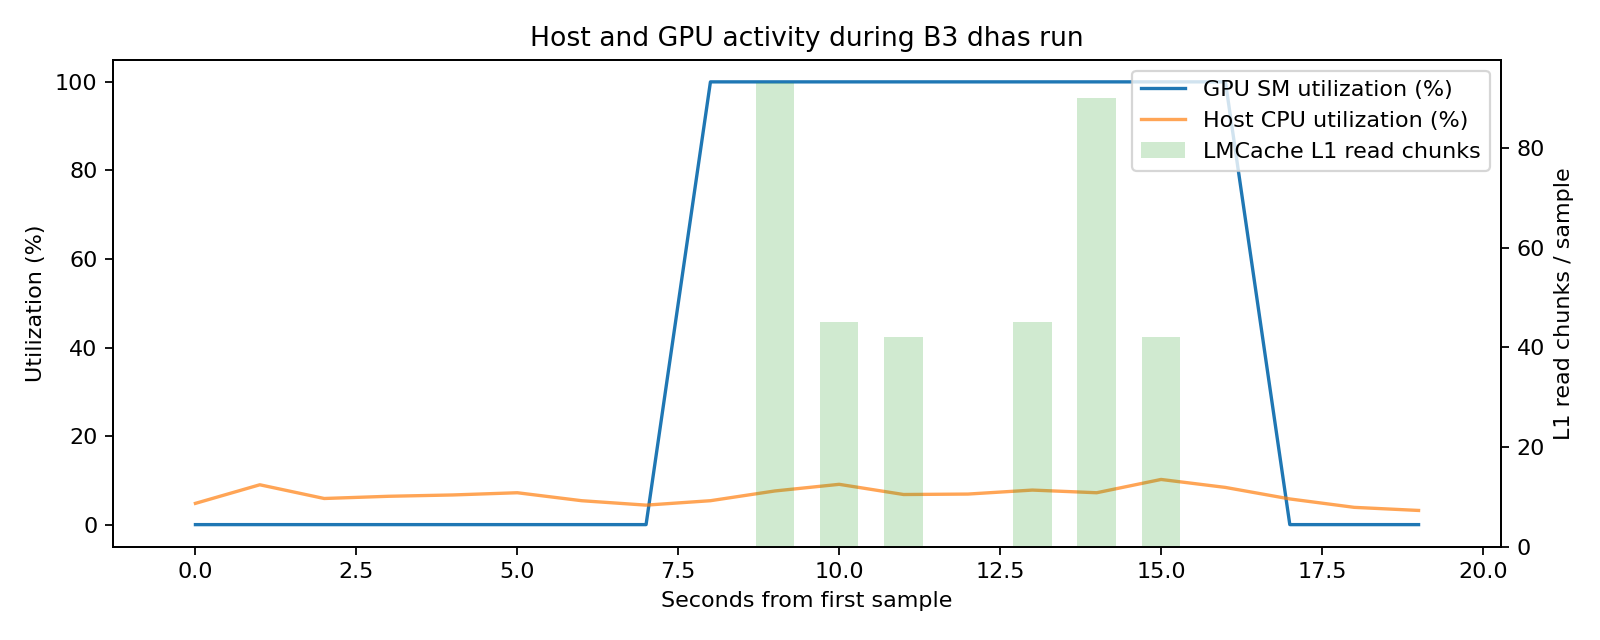 Host and GPU activity during B3 dhas run
GPU SM utilization (%)
Host CPU utilization (%)
LMCache L1 read chunks
Utilization (%)
100
80
60
40
20
0
L1 read chunks / sample
80
60
40
20
0
0.0 2.5 5.0 7.5 10.0 12.5 15.0 17.5 20.0
Seconds from first sample